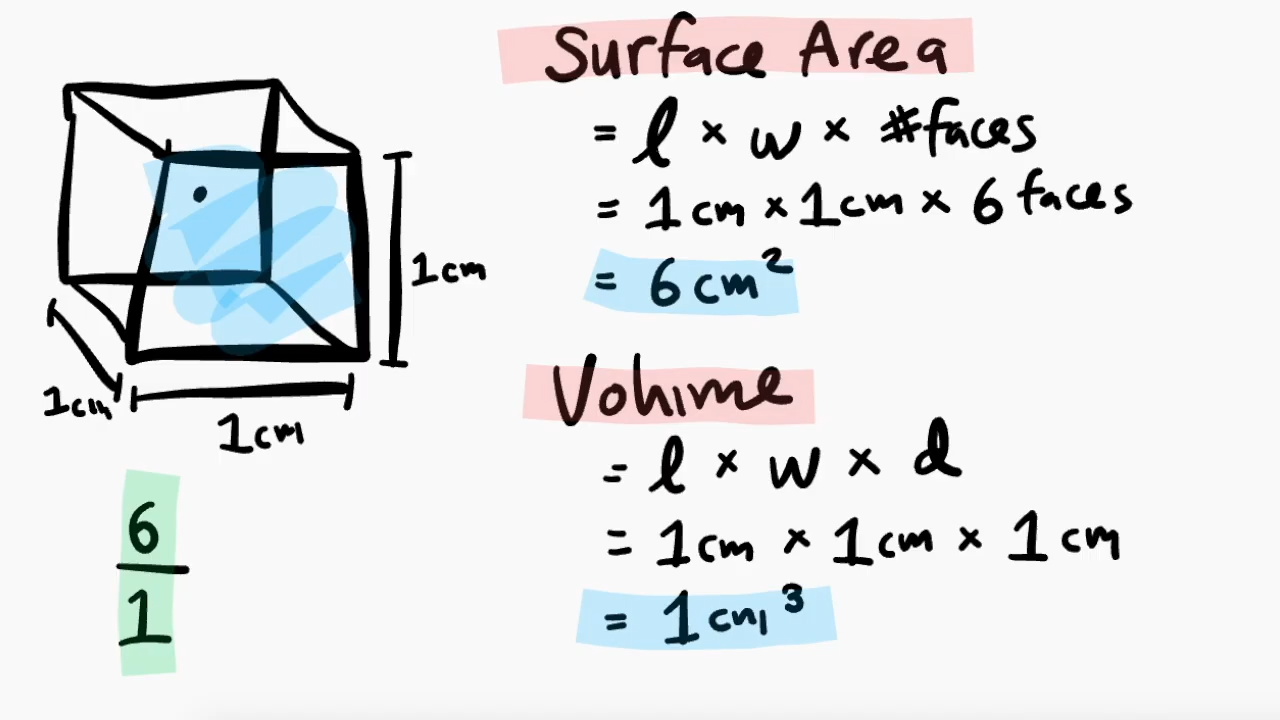 Surface Area
= l × w × #faces
= 1cm × 1cm × 6 faces
= 6cm²
1cm
1cm
1cm
Volume
= l × w × d
= 1cm × 1cm × 1cm
= 1cm³
6
1